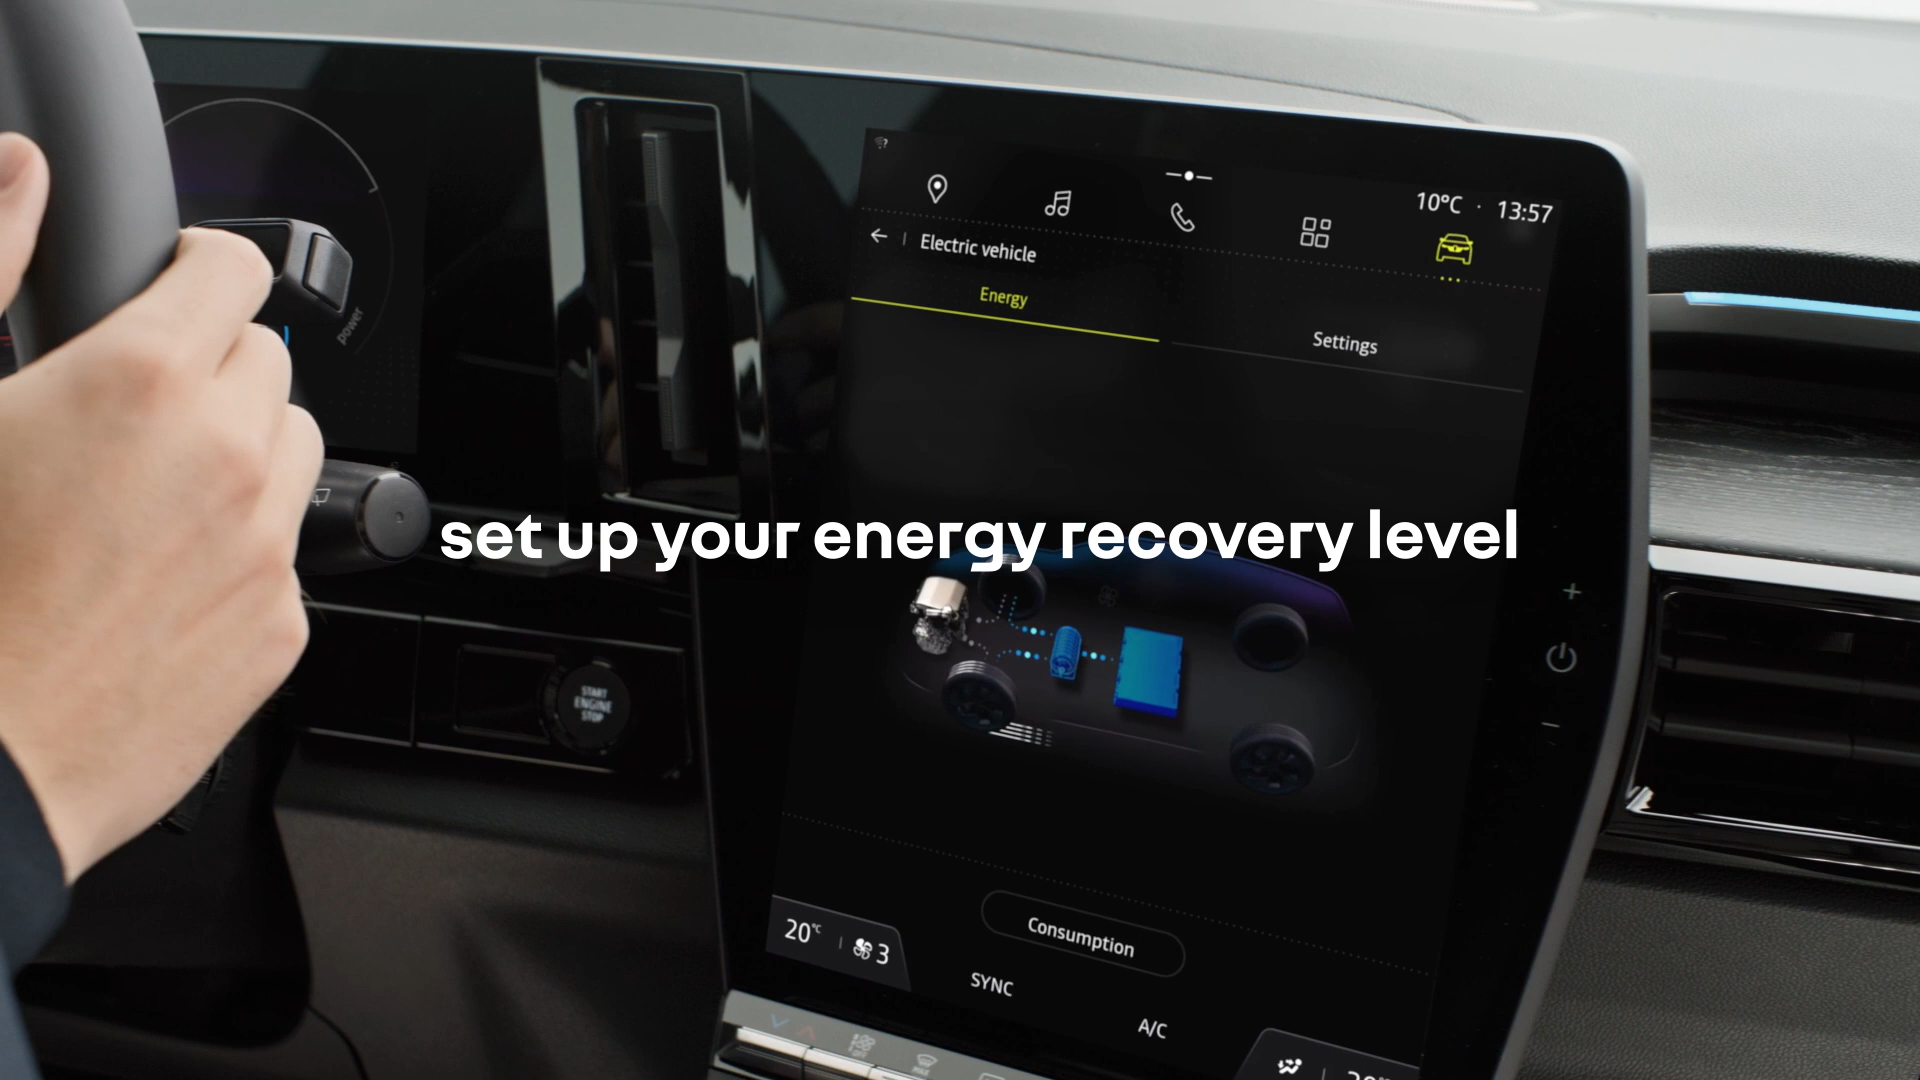 10°C · 13:57
Electric vehicle
Energy
Settings
power
set up your energy recovery level
START
ENGINE
STOP
Consumption
20°C
3
SYNC
A/C
MAX